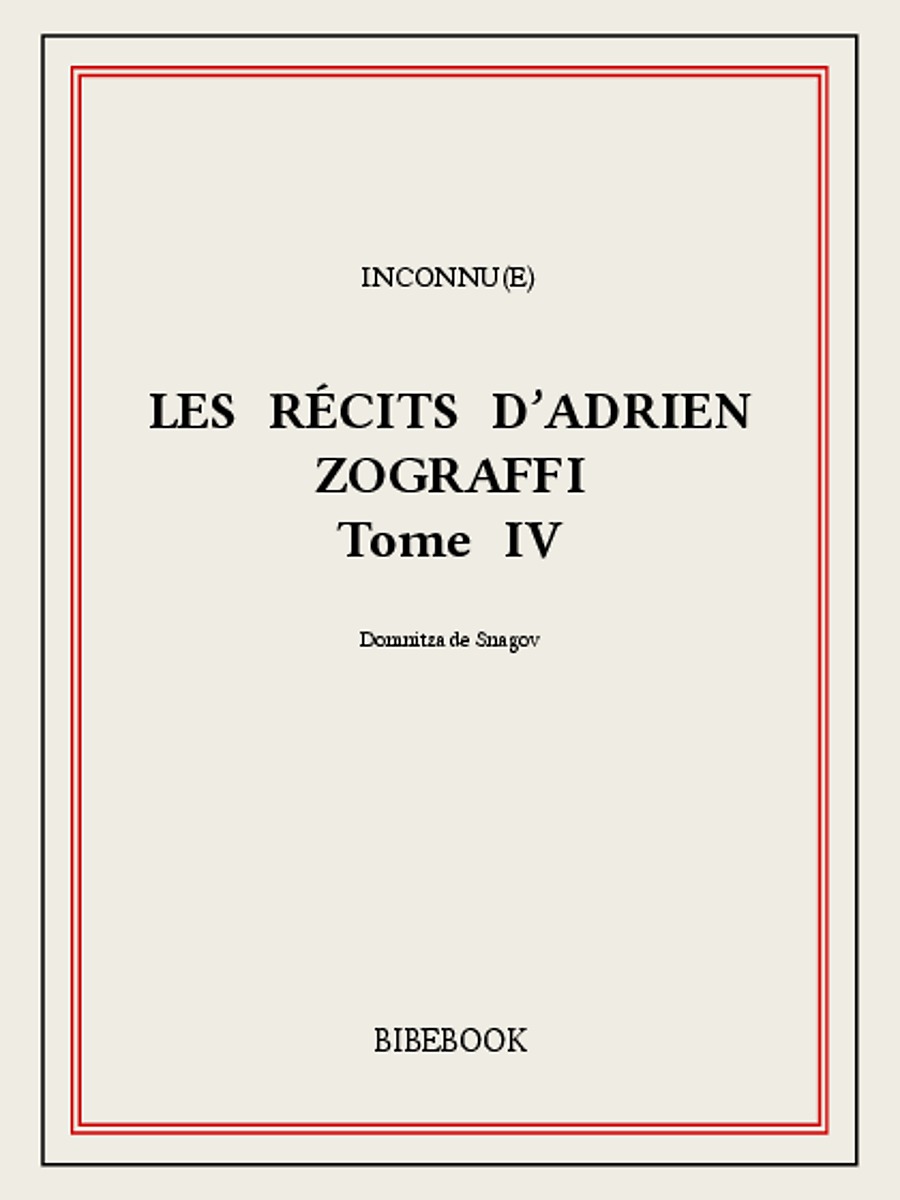 INCONNU(E)
LES RÉCITS D’ADRIEN
ZOGRAFFI
Tome IV
Domnitza de Snagov
BIBEBOOK